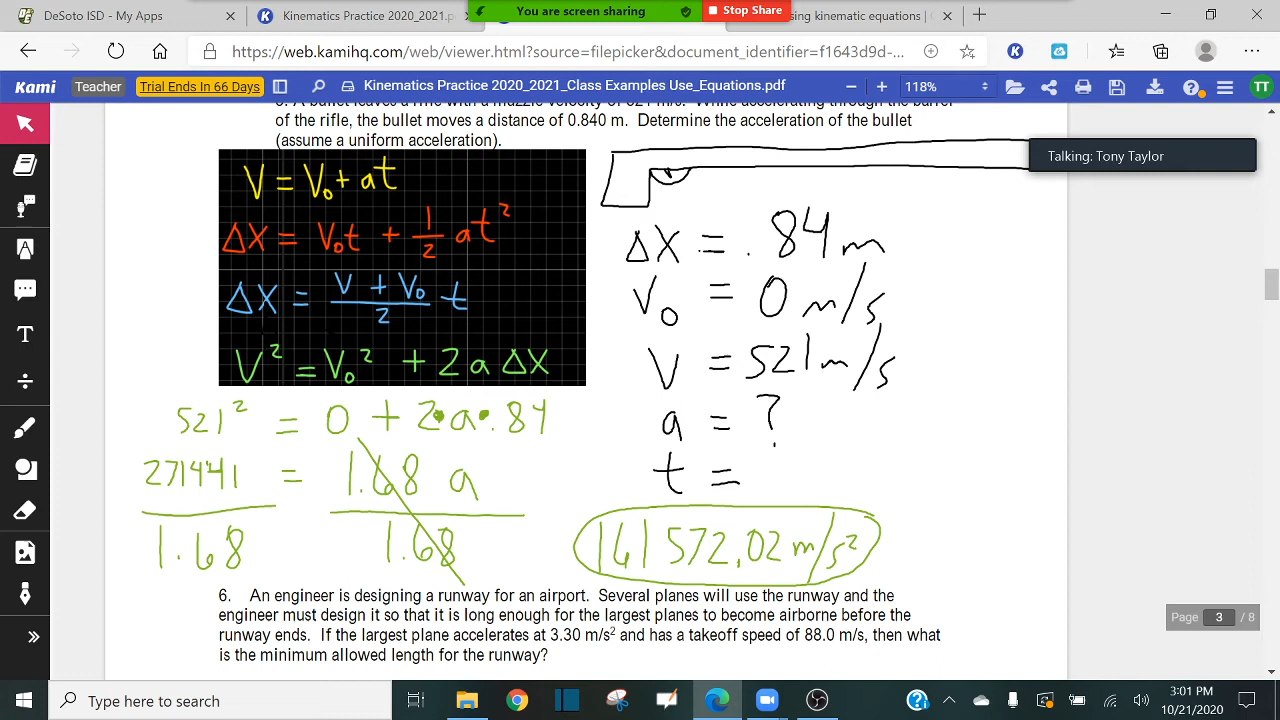 DeSoto ISD - My Apps
Kinematics Practice 2020_2021.p
You are screen sharing
Stop Share
sing kinematic equations | C
https://web.kamihq.com/web/viewer.html?source=filepicker&document_identifier=f1643d9d-...
Kami Teacher Trial Ends In 66 Days Kinematics Practice 2020_2021_Class Examples Use_Equations.pdf 118% TT
of the rifle, the bullet moves a distance of 0.840 m. Determine the acceleration of the bullet
(assume a uniform acceleration).
Talking: Tony Taylor
V = V₀ + at
ΔX = V₀t + 1/2 at²
ΔX = V + V₀ / 2 t
V² = V₀² + 2 a ΔX
ΔX = .84 m
V₀ = 0 m/s
V = 521 m/s
a = ?
t =
521² = 0 + 2•a•.84
271441 = 1.68 a
1.68 1.68
161 572.02 m/s²
6. An engineer is designing a runway for an airport. Several planes will use the runway and the
engineer must design it so that it is long enough for the largest planes to become airborne before the
runway ends. If the largest plane accelerates at 3.30 m/s² and has a takeoff speed of 88.0 m/s, then what
is the minimum allowed length for the runway?
Page 3 / 8
Type here to search
3:01 PM
10/21/2020